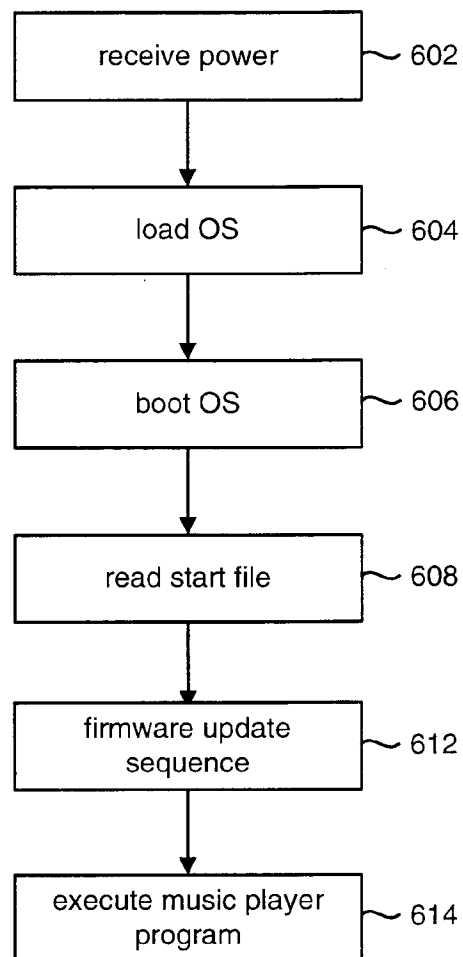 receive power
602
load OS
604
boot OS
606
read start file
608
firmware update
sequence
612
execute music player
program
614